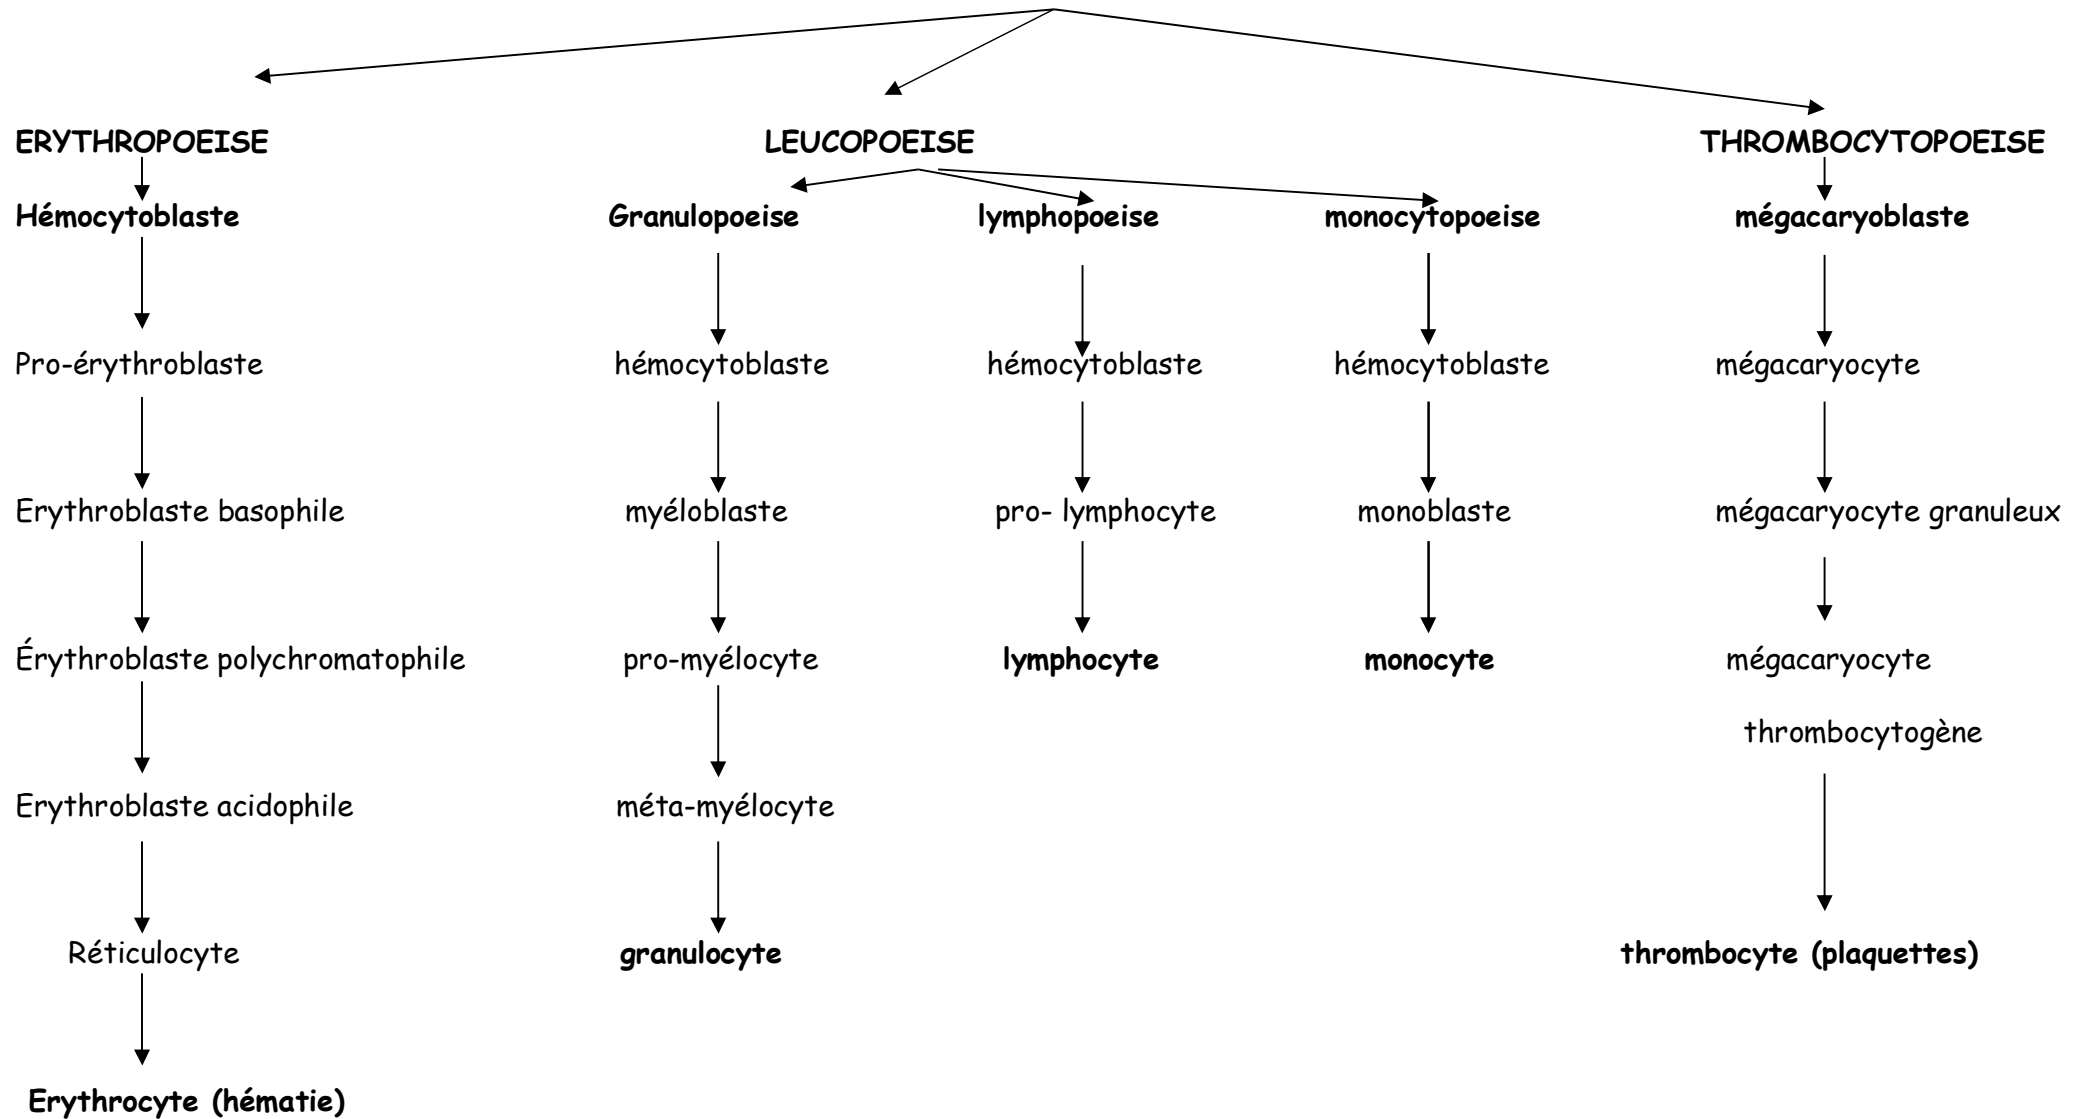 ERYTHROPOEISE LEUCOPOEISE THROMBOCYTOPOEISE
Hémocytoblaste Granulopoeise lymphopoeise monocytopoeise mégacaryoblaste
Pro-érythroblaste hémocytoblaste hémocytoblaste hémocytoblaste mégacaryocyte
Erythroblaste basophile myéloblaste pro- lymphocyte monoblaste mégacaryocyte granuleux
Érythroblaste polychromatophile pro-myélocyte lymphocyte monocyte mégacaryocyte
thrombocytogène
Erythroblaste acidophile méta-myélocyte
Réticulocyte granulocyte thrombocyte (plaquettes)
Erythrocyte (hématie)